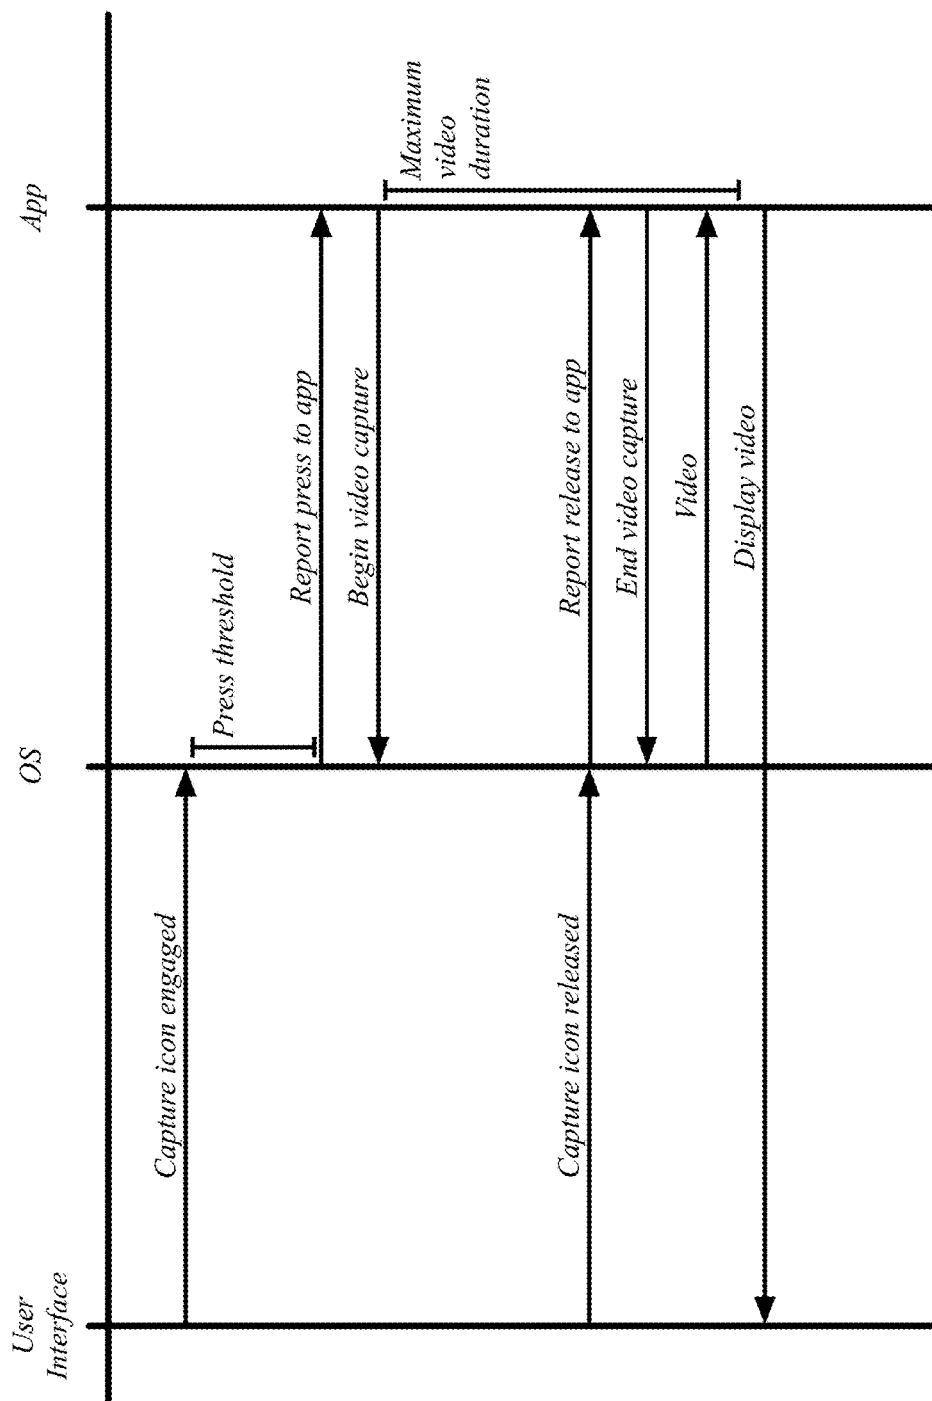 User
Interface
OS
App
Capture icon engaged
Press threshold
Report press to app
Begin video capture
Maximum
video
duration
Capture icon released
Report release to app
End video capture
Video
Display video